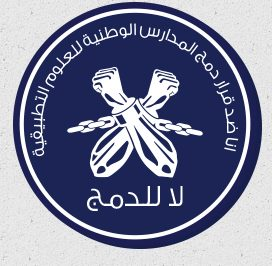 انا ضد قرار دمج المدارس الوطنية للعلوم التطبيقية
لا للدمج